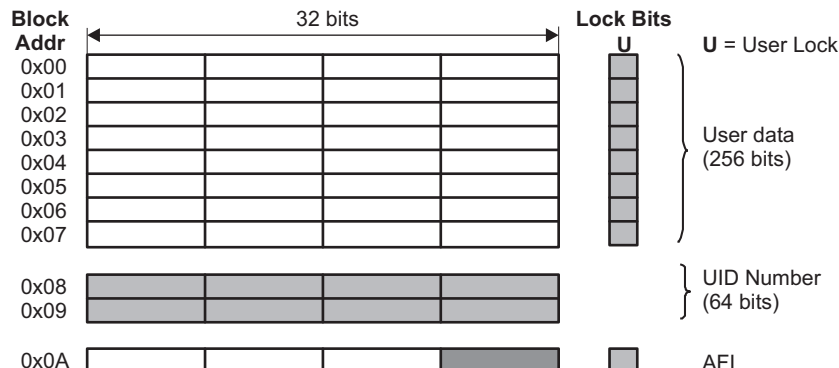 Block Addr
32 bits
Lock Bits
U
U = User Lock
0x00
0x01
0x02
0x03
0x04
0x05
0x06
0x07
User data
(256 bits)
0x08
0x09
UID Number
(64 bits)
0x0A
AFI